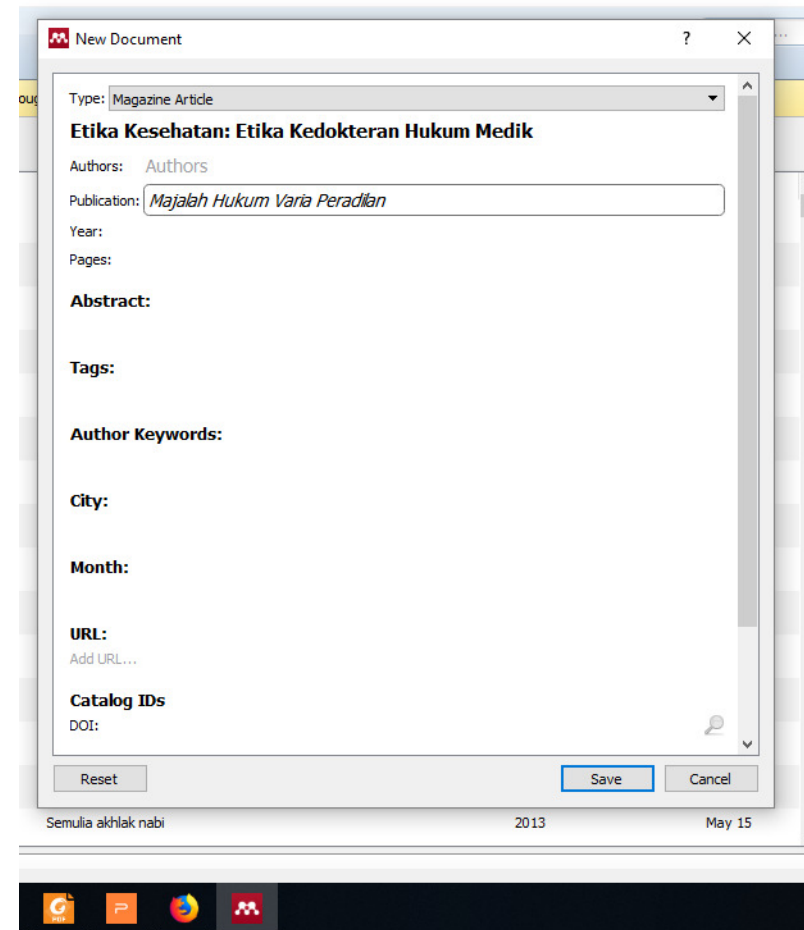 New Document
?
...
oug
Type: Magazine Article
Etika Kesehatan: Etika Kedokteran Hukum Medik
Authors: Authors
Publication: Majalah Hukum Varia Peradilan
Year:
Pages:
Abstract:
Tags:
Author Keywords:
City:
Month:
URL:
Add URL...
Catalog IDs
DOI:
Reset Save Cancel
Semulia akhlak nabi 2013 May 15
G
PDF
P